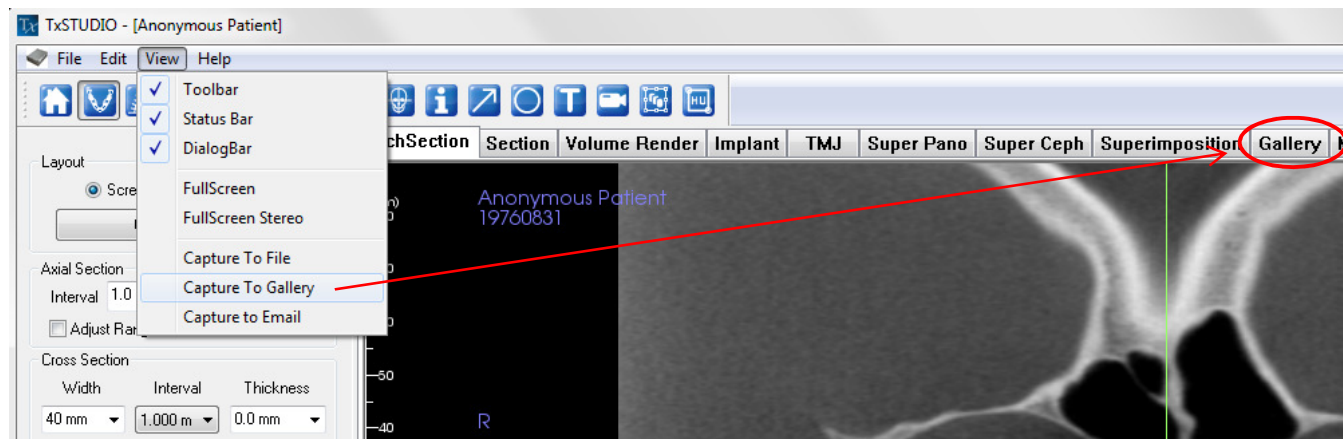 TxSTUDIO - [Anonymous Patient]
File Edit View Help
Toolbar
Status Bar
DialogBar
FullScreen
FullScreen Stereo
Capture To File
Capture To Gallery
Capture to Email
T HU
chSection Section Volume Render Implant TMJ Super Pano Super Ceph Superimposition Gallery
Layout
Scre
Axial Section
Interval 1.0
Adjust Ran
Cross Section
Width Interval Thickness
40 mm 1.000 m 0.0 mm
Anonymous Patient
19760831
-50
-40
R